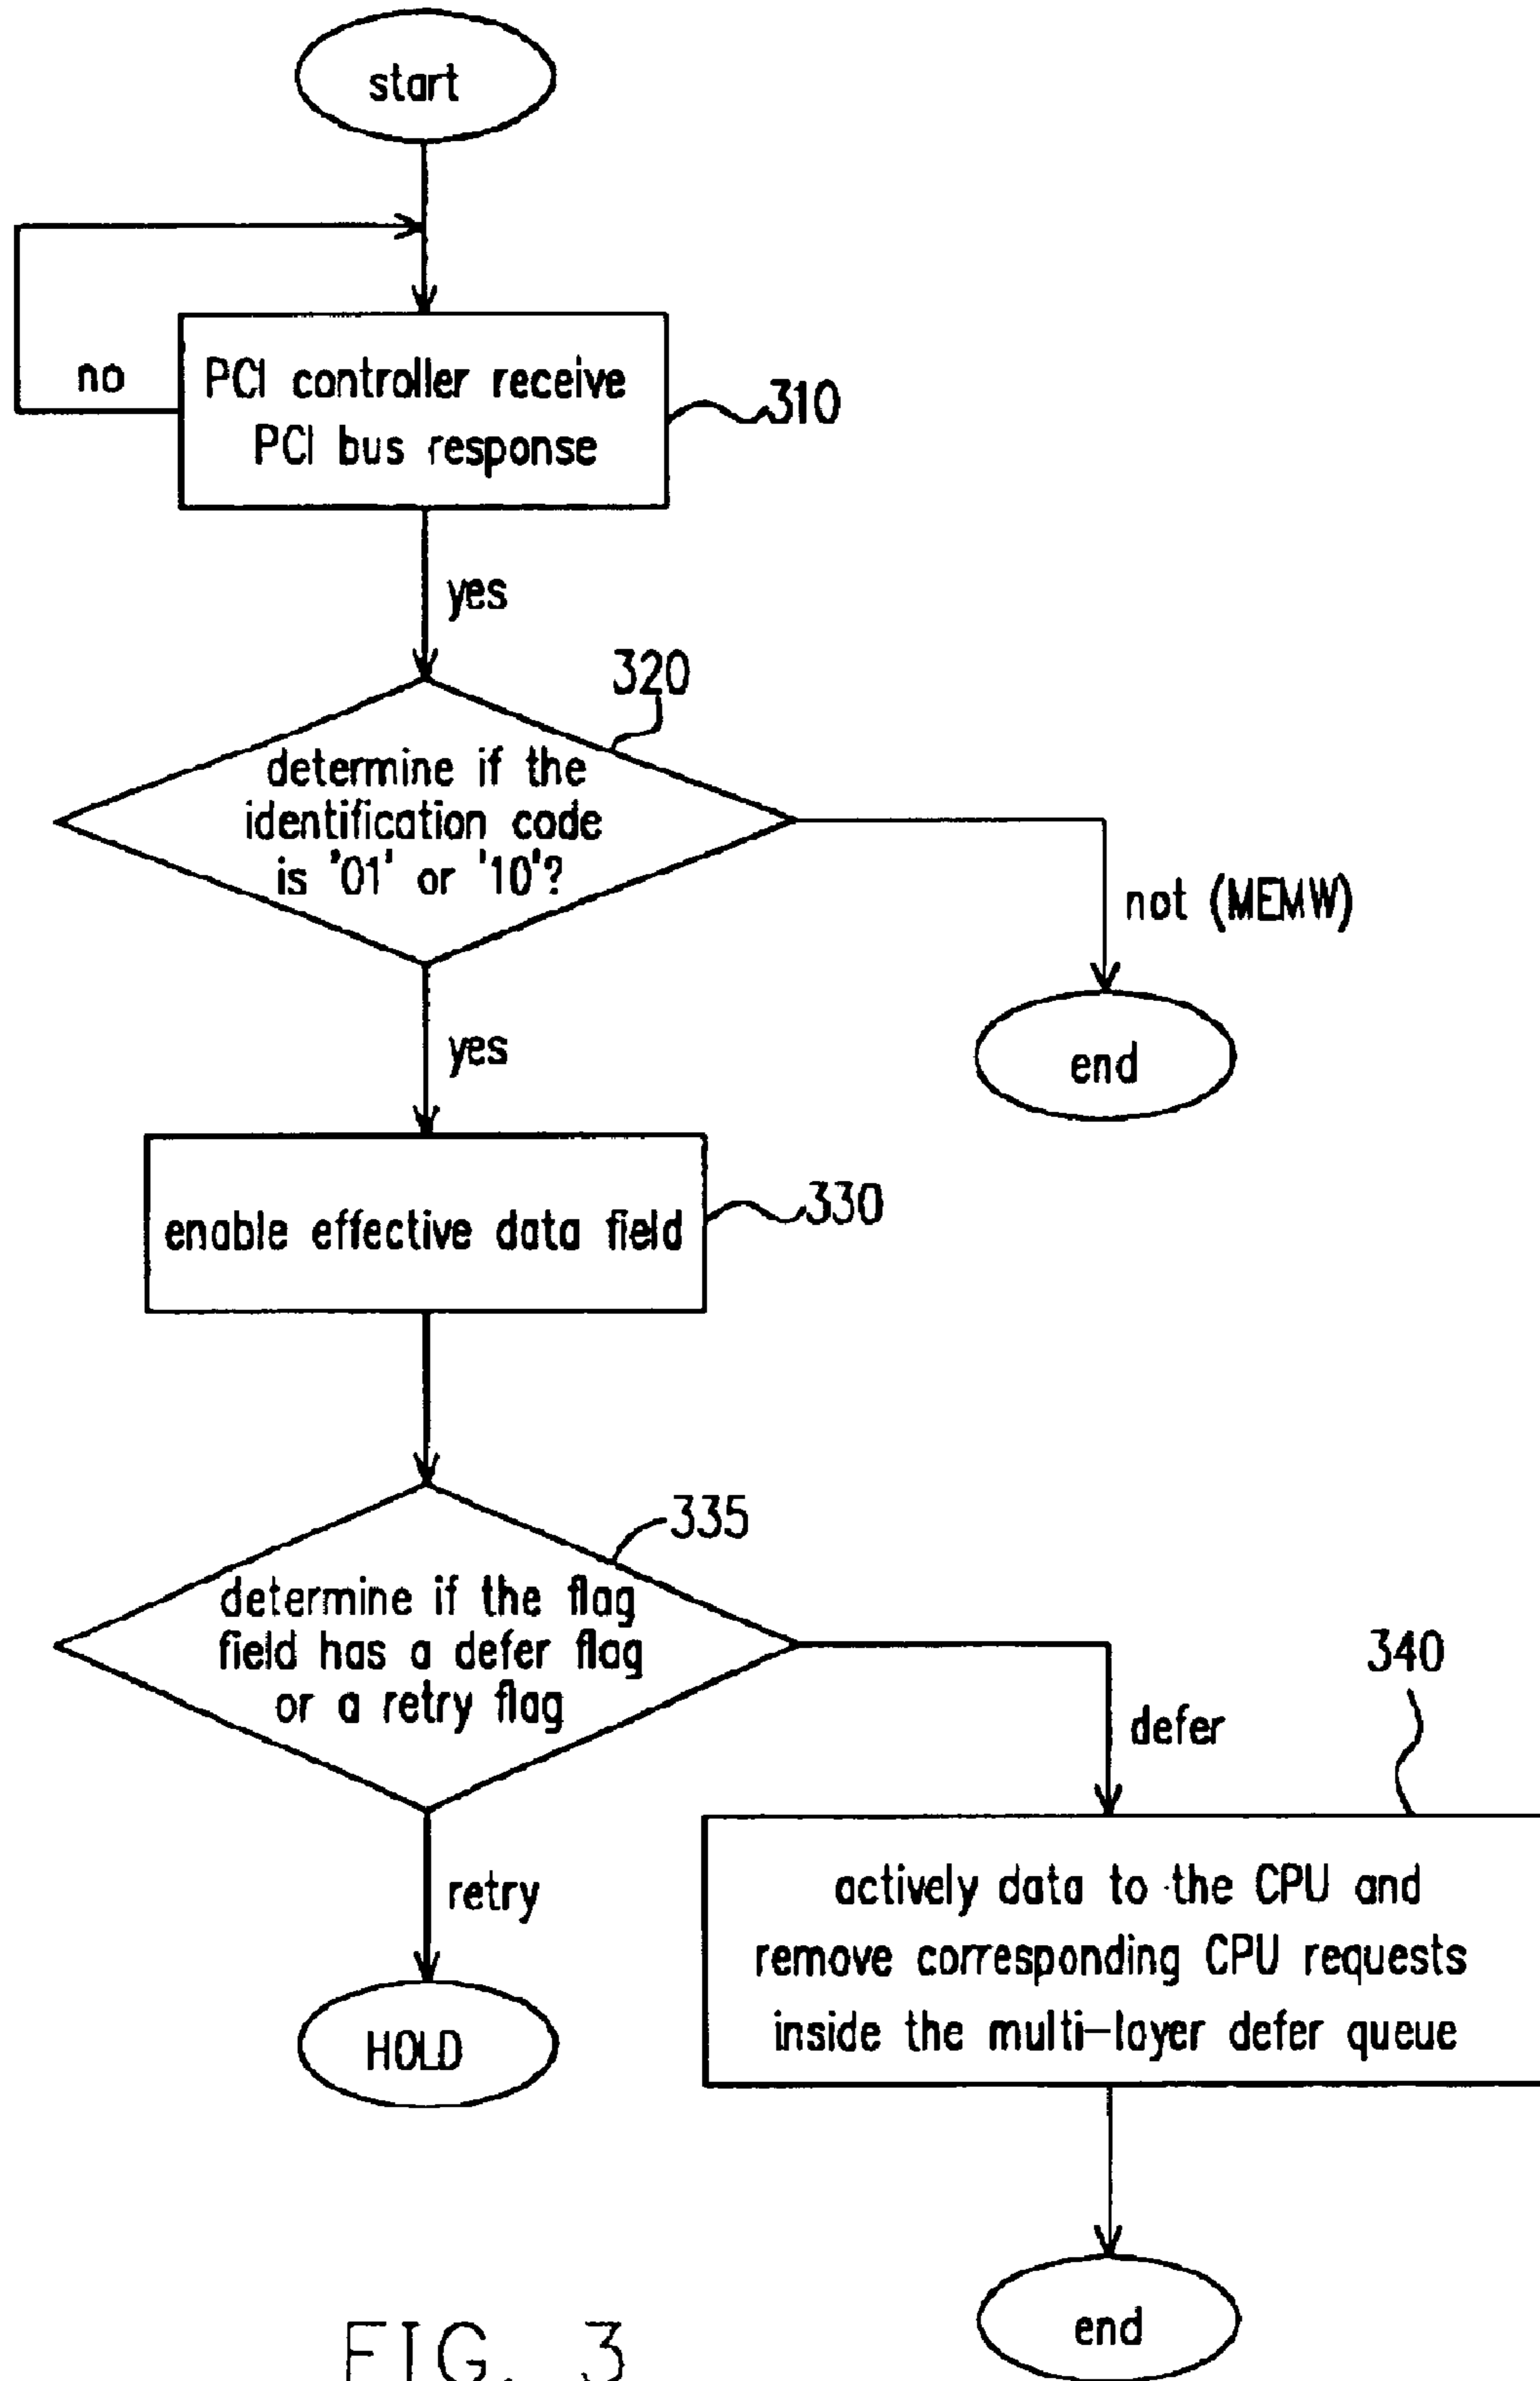 start
no
PCI controller receive
PCI bus response
310
yes
320
determine if the
identification code
is '01' or '10'?
not (MEMW)
end
yes
enable effective data field
330
335
determine if the flag
field has a defer flag
or a retry flag
defer
340
retry
HOLD
actively data to the CPU and
remove corresponding CPU requests
inside the multi-layer defer queue
end
FIG. 3